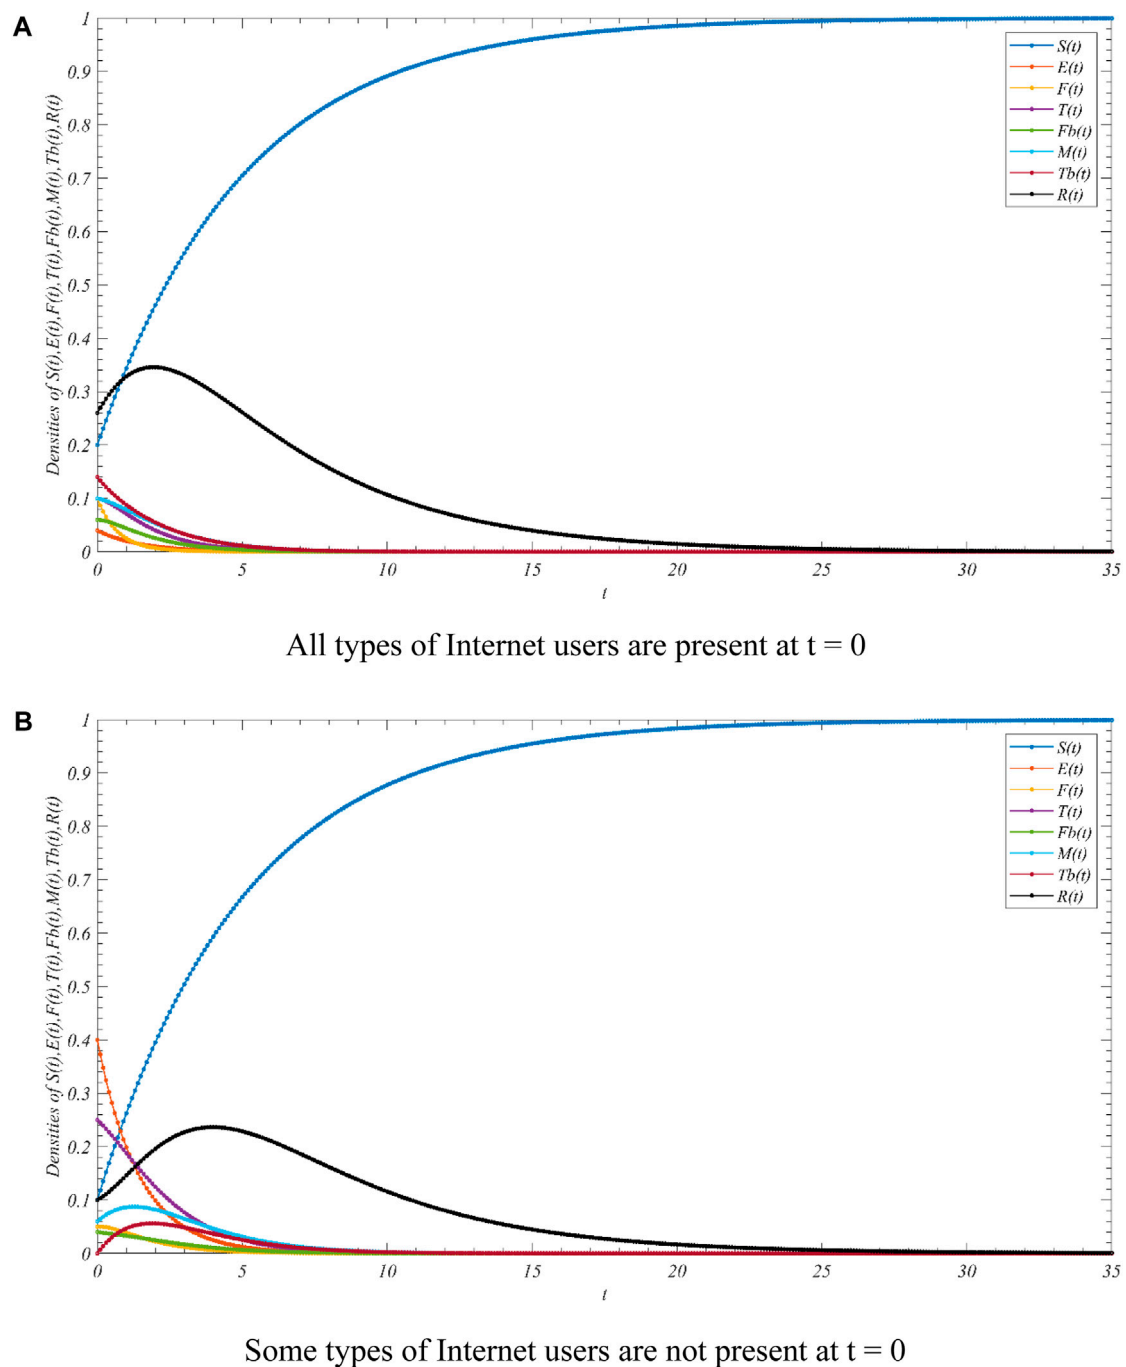 A
Densities of S(t),E(t),F(t),T(t),Fb(t),M(t),Tb(t),R(t)
1
0.9
0.8
0.7
0.6
0.5
0.4
0.3
0.2
0.1
0
0 5 10 15 20 25 30 35
t
S(t)
E(t)
F(t)
T(t)
Fb(t)
M(t)
Tb(t)
R(t)
All types of Internet users are present at t = 0
B
Densities of S(t),E(t),F(t),T(t),Fb(t),M(t),Tb(t),R(t)
1
0.9
0.8
0.7
0.6
0.5
0.4
0.3
0.2
0.1
0
0 5 10 15 20 25 30 35
t
S(t)
E(t)
F(t)
T(t)
Fb(t)
M(t)
Tb(t)
R(t)
Some types of Internet users are not present at t = 0